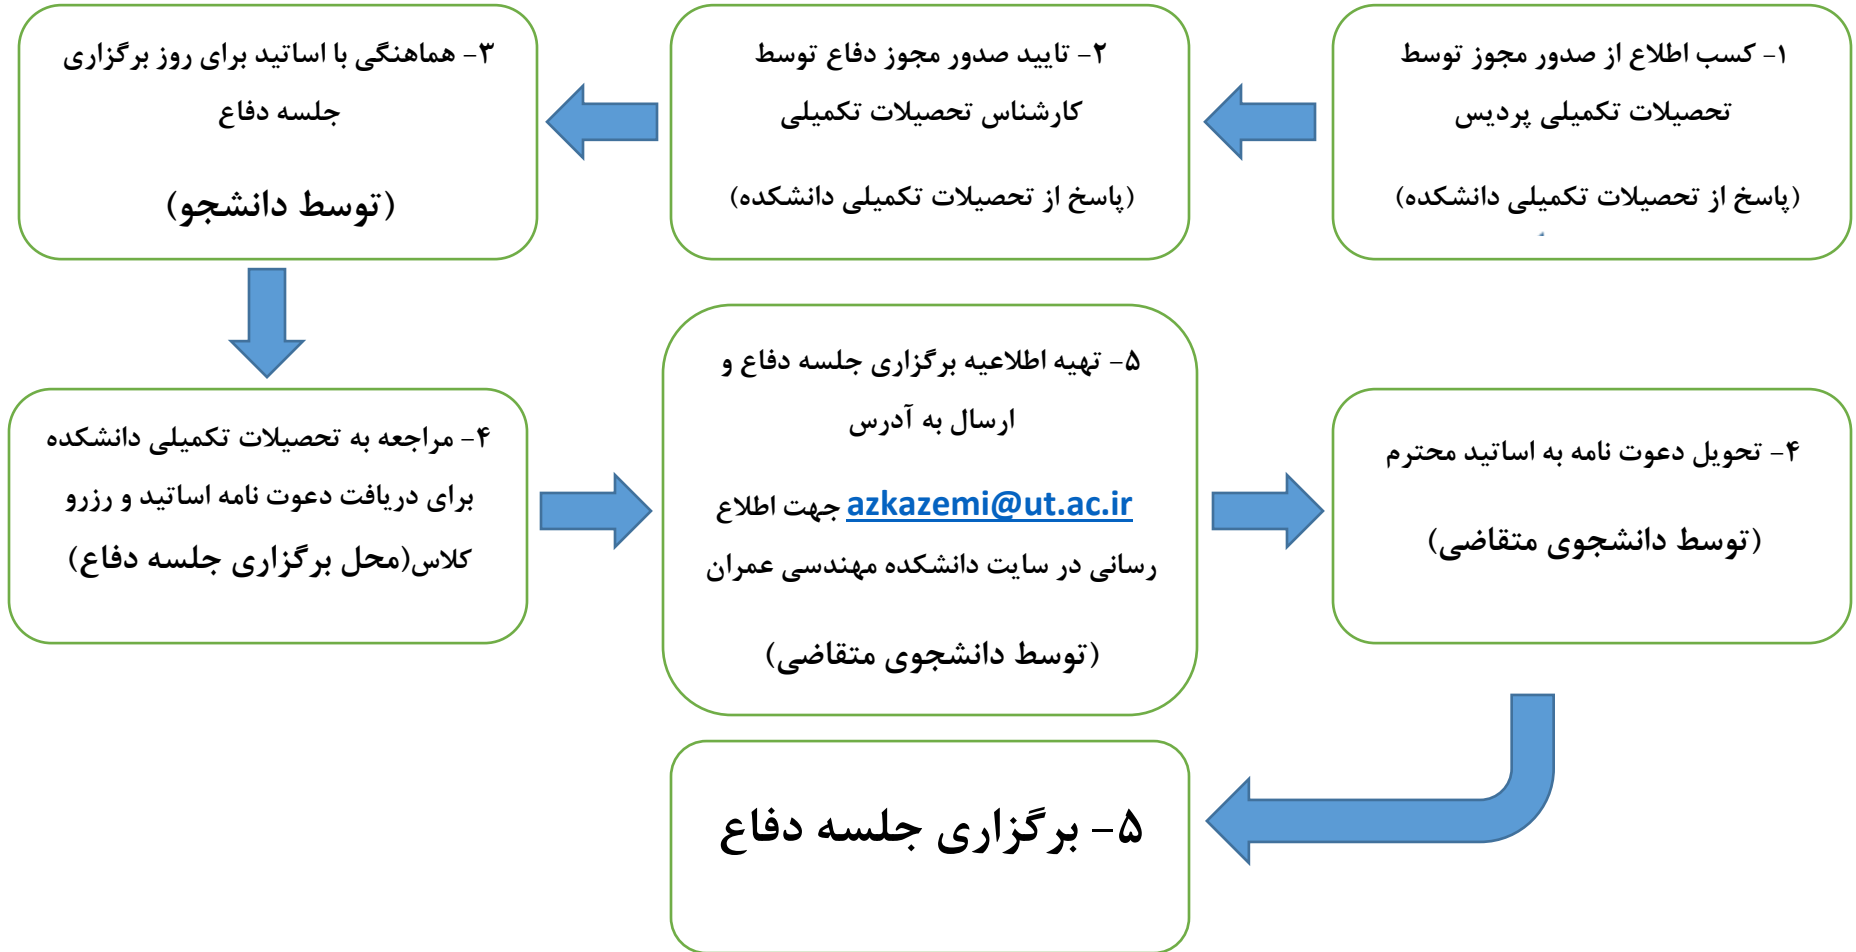 ۱- کسب اطلاع از صدور مجوز توسط
تحصیلات تکمیلی پردیس
(پاسخ از تحصیلات تکمیلی دانشکده)
۲- تایید صدور مجوز دفاع توسط
کارشناس تحصیلات تکمیلی
(پاسخ از تحصیلات تکمیلی دانشکده)
۳- هماهنگی با اساتید برای روز برگزاری
جلسه دفاع
(توسط دانشجو)
۴- مراجعه به تحصیلات تکمیلی دانشکده
برای دریافت دعوت نامه اساتید و رزرو
کلاس(محل برگزاری جلسه دفاع)
۵- تهیه اطلاعیه برگزاری جلسه دفاع و
ارسال به آدرس
azkazemi@ut.ac.ir جهت اطلاع
رسانی در سایت دانشکده مهندسی عمران
(توسط دانشجوی متقاضی)
۴- تحویل دعوت نامه به اساتید محترم
(توسط دانشجوی متقاضی)
۵- برگزاری جلسه دفاع